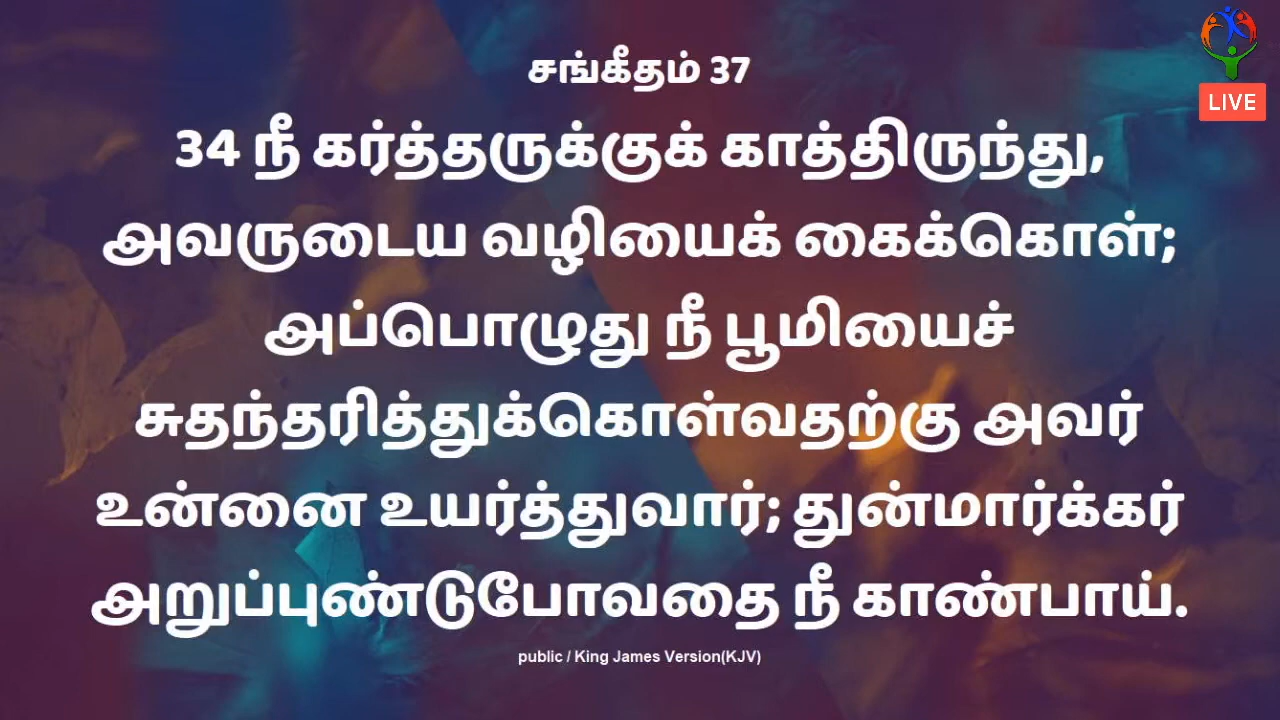 LIVE
சங்கீதம் 37
34 நீ கர்த்தருக்குக் காத்திருந்து,
அவருடைய வழியைக் கைக்கொள்;
அப்பொழுது நீ பூமியைச்
சுதந்தரித்துக்கொள்வதற்கு அவர்
உன்னை உயர்த்துவார்; துன்மார்க்கர்
அறுப்புண்டுபோவதை நீ காண்பாய்.
public / King James Version(KJV)